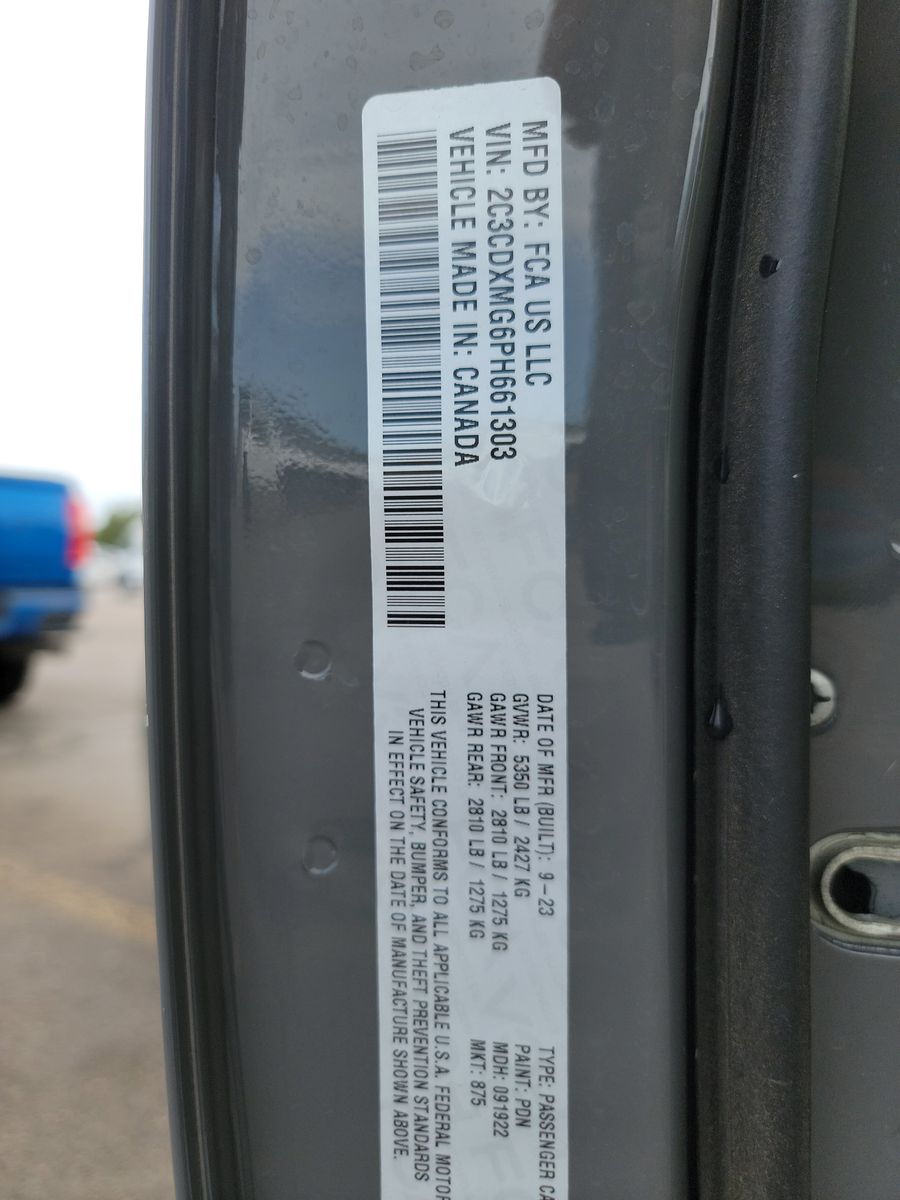 MFD BY: FCA US LLC
VIN: 2C3CDXMG6PH661303
VEHICLE MADE IN: CANADA
DATE OF MFR (BUILT): 9-23
GVWR: 5350 LB / 2427 KG
GAWR FRONT: 2810 LB / 1275 KG
GAWR REAR: 2810 LB / 1275 KG
THIS VEHICLE CONFORMS TO ALL APPLICABLE U.S.A. FEDERAL MOTOR
VEHICLE SAFETY, BUMPER, AND THEFT PREVENTION STANDARDS
IN EFFECT ON THE DATE OF MANUFACTURE SHOWN ABOVE.
TYPE: PASSENGER CA
PAINT: PDN
MDH: 091922
MKT: 875